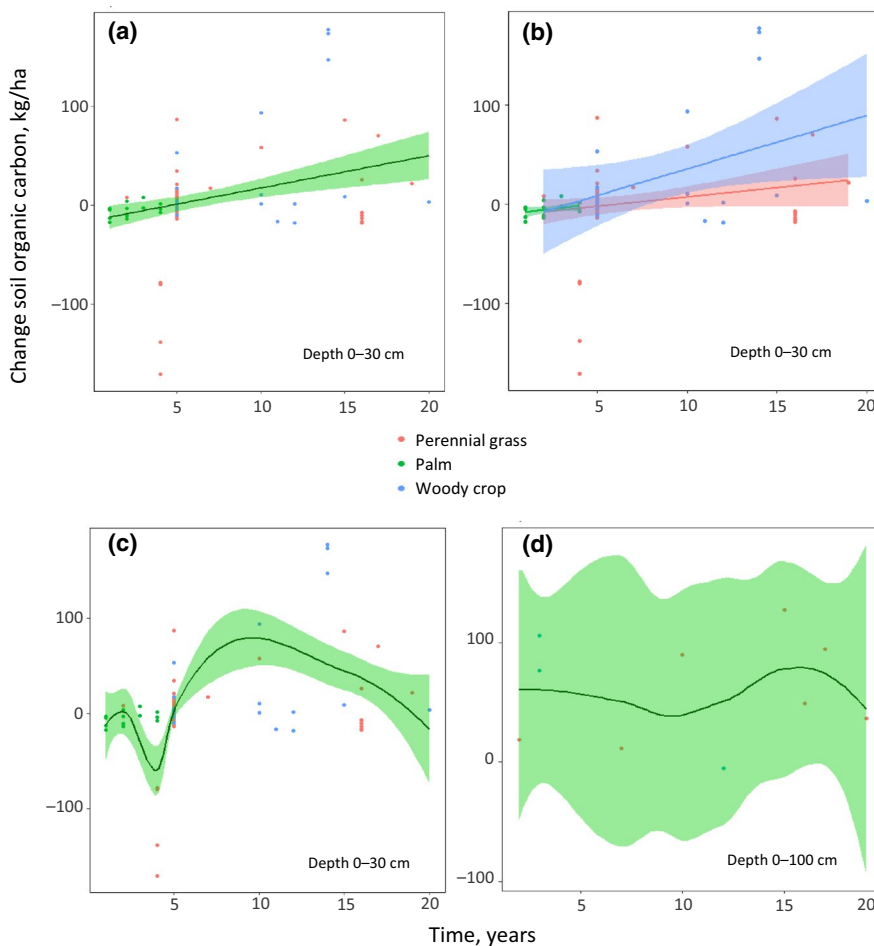 (a)
(b)
Change soil organic carbon, kg/ha
100
0
−100
Depth 0–30 cm
5
10
15
20
100
0
−100
Depth 0–30 cm
5
10
15
20
Perennial grass
Palm
Woody crop
(c)
(d)
100
0
−100
Depth 0–30 cm
5
10
15
20
100
0
−100
Depth 0–100 cm
5
10
15
20
Time, years